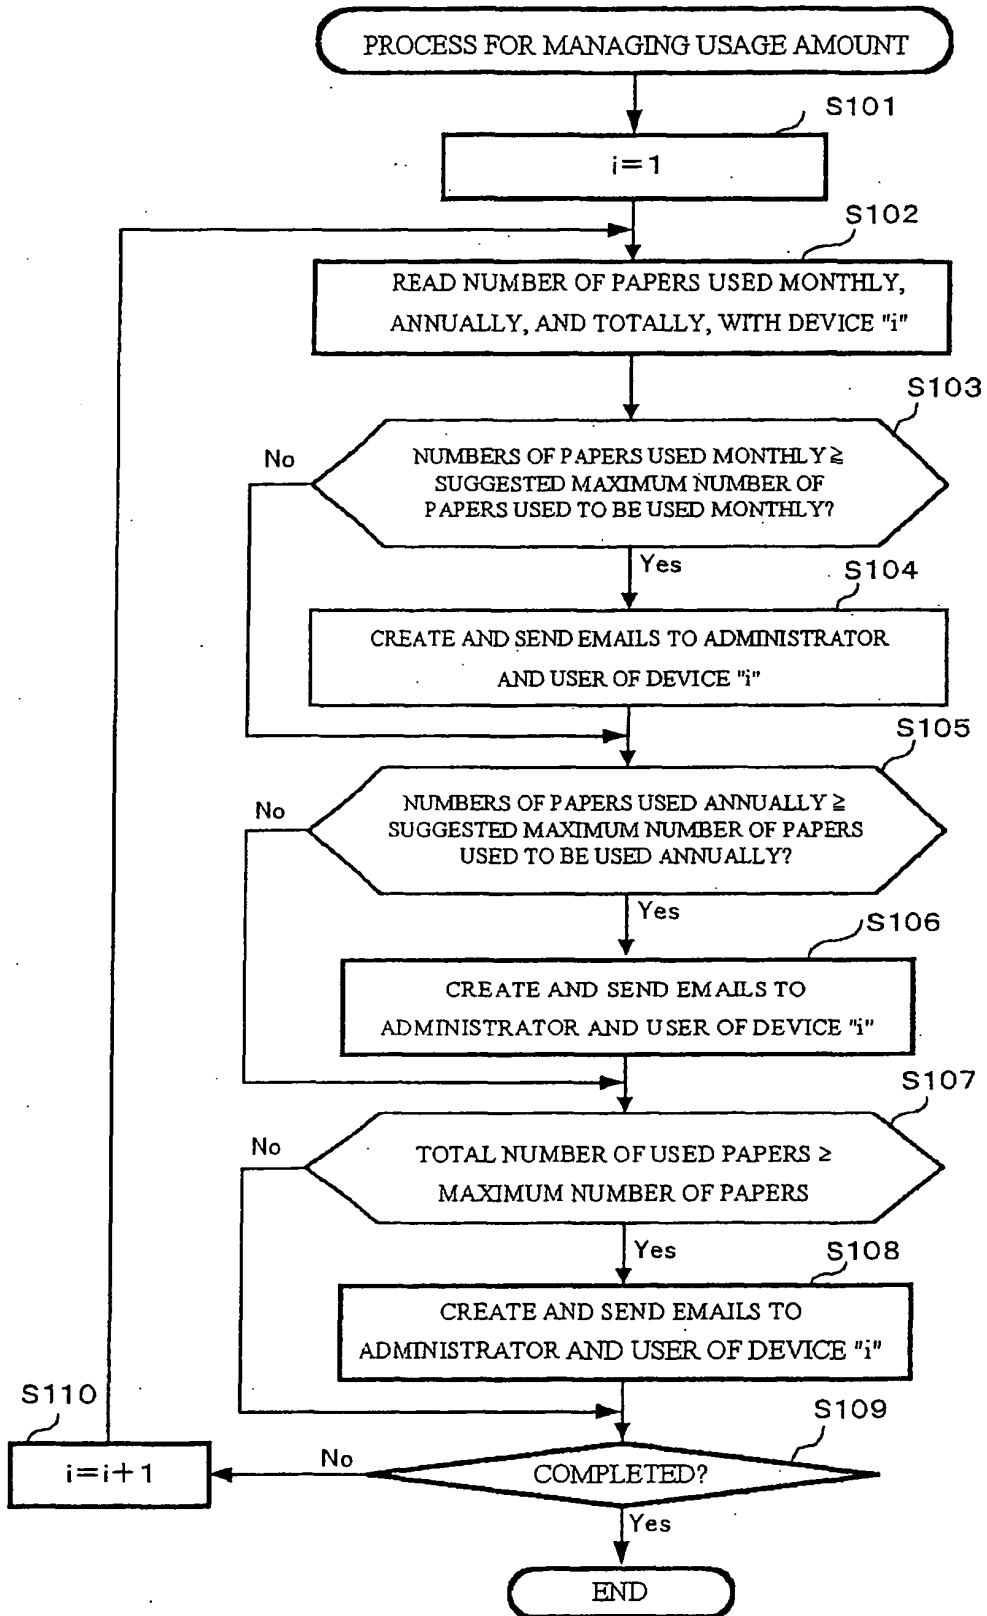 PROCESS FOR MANAGING USAGE AMOUNT
S101
i=1
S102
READ NUMBER OF PAPERS USED MONTHLY,
ANNUALLY, AND TOTALLY, WITH DEVICE "i"
S103
No
NUMBERS OF PAPERS USED MONTHLY ≧
SUGGESTED MAXIMUM NUMBER OF
PAPERS USED TO BE USED MONTHLY?
Yes
S104
CREATE AND SEND EMAILS TO ADMINISTRATOR
AND USER OF DEVICE "i"
S105
No
NUMBERS OF PAPERS USED ANNUALLY ≧
SUGGESTED MAXIMUM NUMBER OF PAPERS
USED TO BE USED ANNUALLY?
Yes
S106
CREATE AND SEND EMAILS TO
ADMINISTRATOR AND USER OF DEVICE "i"
S107
No
TOTAL NUMBER OF USED PAPERS ≥
MAXIMUM NUMBER OF PAPERS
Yes
S108
CREATE AND SEND EMAILS TO
ADMINISTRATOR AND USER OF DEVICE "i"
S110
S109
i=i+1
No
COMPLETED?
Yes
END